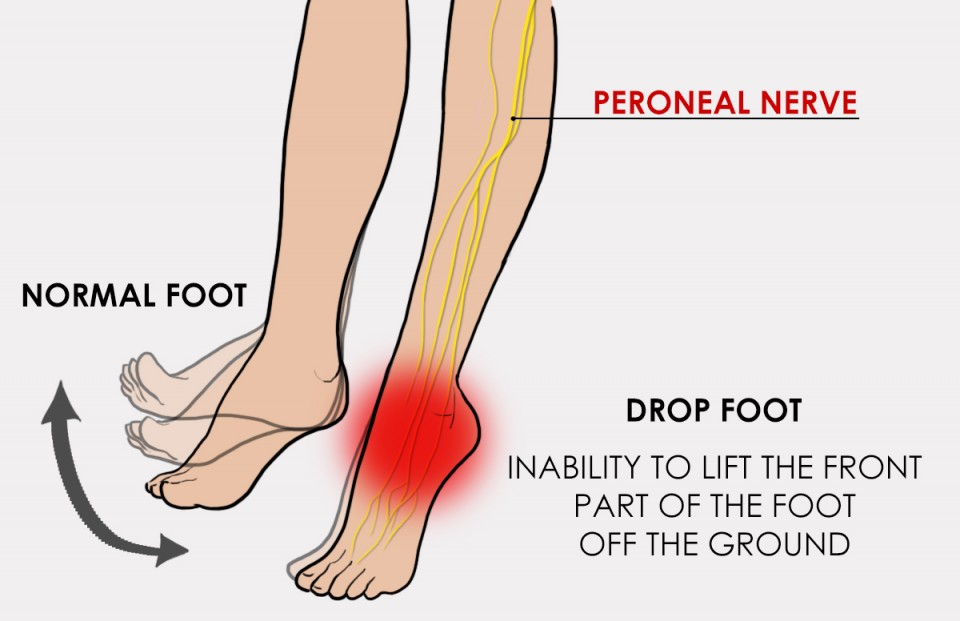 PERONEAL NERVE
NORMAL FOOT
DROP FOOT
INABILITY TO LIFT THE FRONT
PART OF THE FOOT
OFF THE GROUND